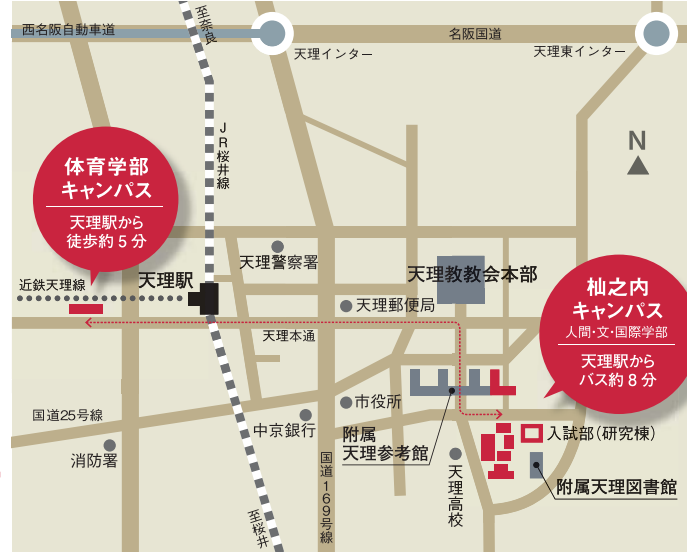 至奈良
西名阪自動車道
名阪国道
天理インター
天理東インター
JR桜井線
N
体育学部
キャンパス
天理駅から
徒歩約5分
天理警察署
天理教教会本部
近鉄天理線
天理駅
天理郵便局
杣之内
キャンパス
人間・文・国際学部
天理駅から
バス約8分
天理本通
国道25号線
市役所
中京銀行
附属
天理参考館
入試部（研究棟）
消防署
国道169号線
天理高校
附属天理図書館
至桜井